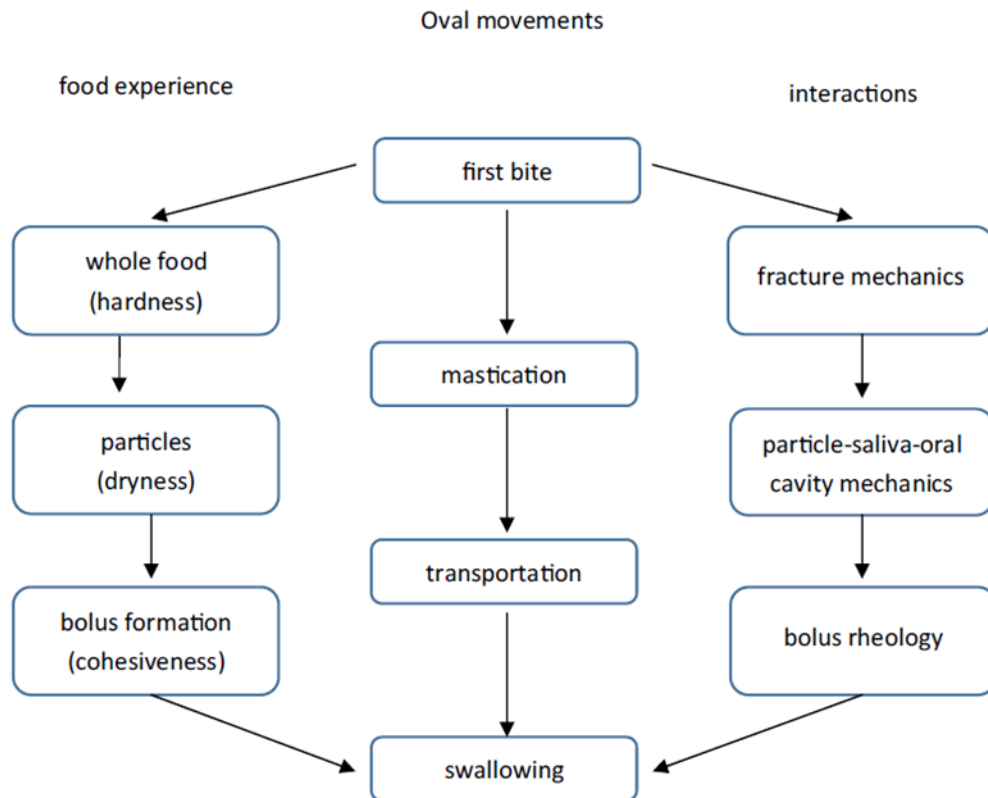 Oval movements
food experience
interactions
first bite
whole food
(hardness)
fracture mechanics
mastication
particles
(dryness)
particle-saliva-oral
cavity mechanics
transportation
bolus formation
(cohesiveness)
bolus rheology
swallowing